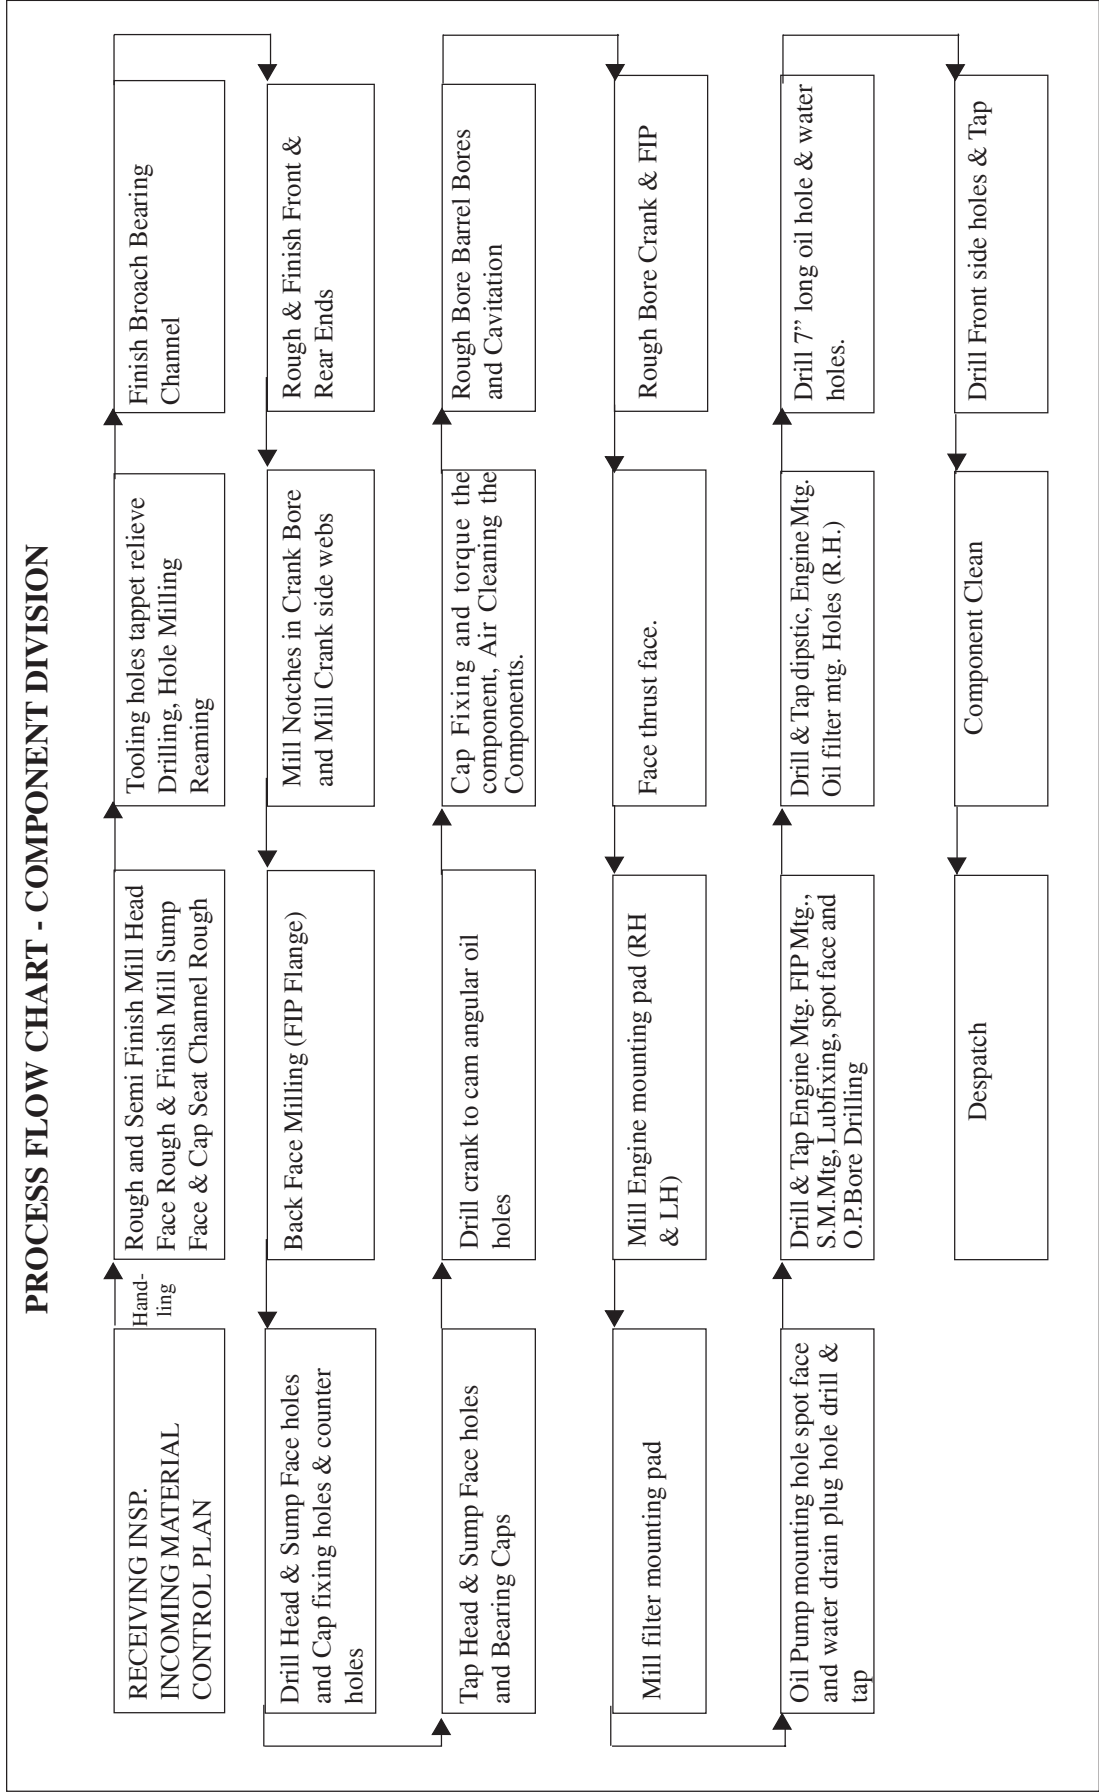 PROCESS FLOW CHART - COMPONENT DIVISION
RECEIVING INSP.
INCOMING MATERIAL
CONTROL PLAN
Hand-
ling
Rough and Semi Finish Mill Head
Face Rough & Finish Mill Sump
Face & Cap Seat Channel Rough
Tooling holes tappet relieve
Drilling, Hole Milling
Reaming
Finish Broach Bearing
Channel
Rough & Finish Front &
Rear Ends
Mill Notches in Crank Bore
and Mill Crank side webs
Back Face Milling (FIP Flange)
Drill Head & Sump Face holes
and Cap fixing holes & counter
holes
Tap Head & Sump Face holes
and Bearing Caps
Drill crank to cam angular oil
holes
Cap Fixing and torque the
component, Air Cleaning the
Components.
Rough Bore Barrel Bores
and Cavitation
Rough Bore Crank & FIP
Face thrust face.
Mill Engine mounting pad (RH
& LH)
Mill filter mounting pad
Oil Pump mounting hole spot face
and water drain plug hole drill &
tap
Drill & Tap Engine Mtg. FIP Mtg.,
S.M.Mtg, Lubfixing, spot face and
O.P.Bore Drilling
Drill & Tap dipstic, Engine Mtg.
Oil filter mtg. Holes (R.H.)
Drill 7” long oil hole & water
holes.
Drill Front side holes & Tap
Component Clean
Despatch